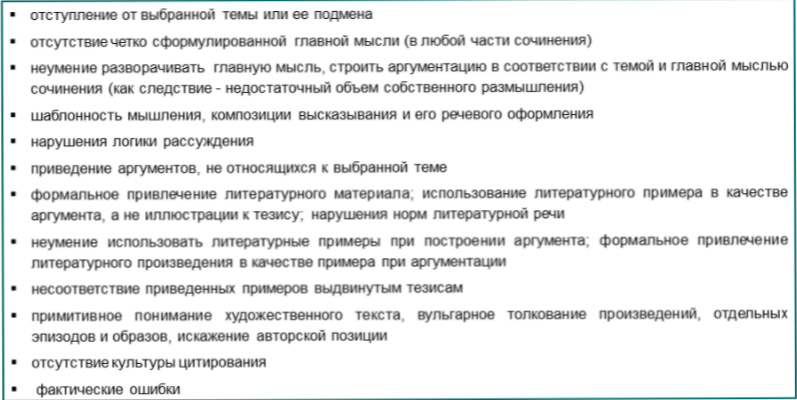 ▪ отступление от выбранной темы или ее подмена
▪ отсутствие четко сформулированной главной мысли (в любой части сочинения)
▪ неумение разворачивать главную мысль, строить аргументацию в соответствии с темой и главной мыслью
сочинения (как следствие - недостаточный объем собственного размышления)
▪ шаблонность мышления, композиции высказывания и его речевого оформления
▪ нарушения логики рассуждения
▪ приведение аргументов, не относящихся к выбранной теме
▪ формальное привлечение литературного материала; использование литературного примера в качестве
аргумента, а не иллюстрации к тезису; нарушения норм литературной речи
▪ неумение использовать литературные примеры при построении аргумента; формальное привлечение
литературного произведения в качестве примера при аргументации
▪ несоответствие приведенных примеров выдвинутым тезисам
▪ примитивное понимание художественного текста, вульгарное толкование произведений, отдельных
эпизодов и образов, искажение авторской позиции
▪ отсутствие культуры цитирования
▪ фактические ошибки